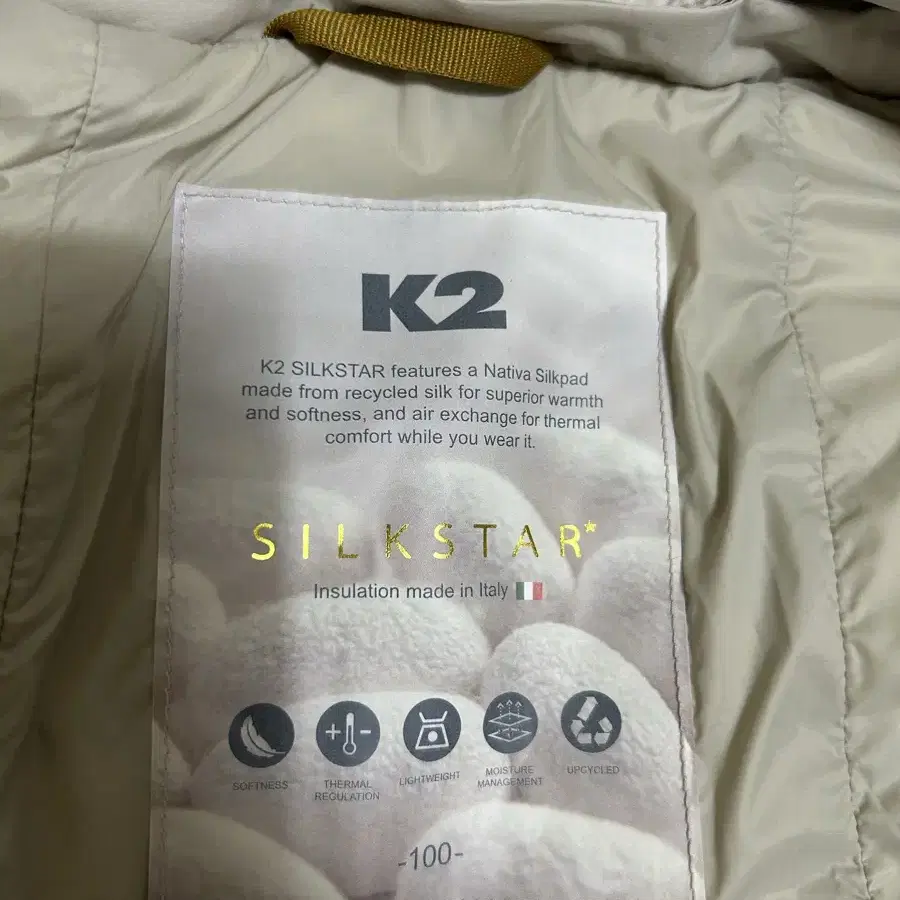 K2
K2 SILKSTAR features a Nativa Silkpad
made from recycled silk for superior warmth
and softness, and air exchange for thermal
comfort while you wear it.
SILKSTAR*
Insulation made in Italy
+ -
SOFTNESS
THERMAL
REGULATION
LIGHTWEIGHT
MOISTURE
MANAGEMENT
UPCYCLED
-100-